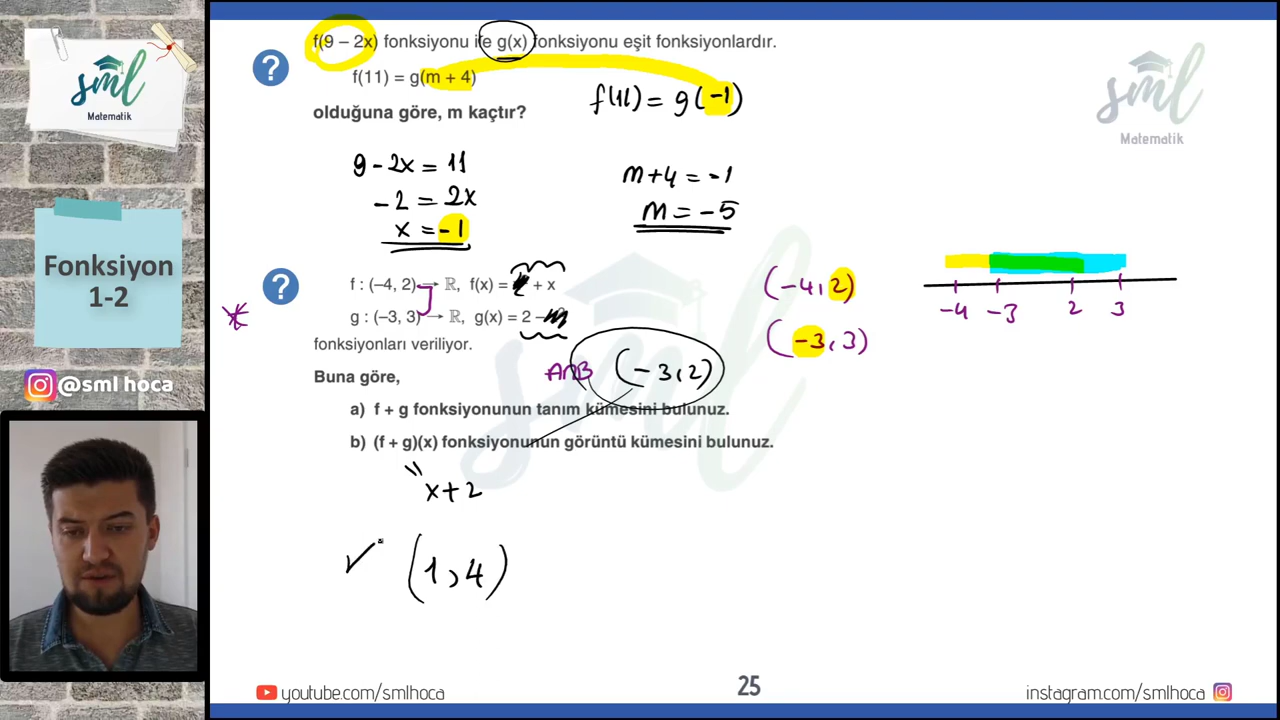 sml
Matematik
Fonksiyon
1-2
@sml hoca
f(9 – 2x) fonksiyonu ile g(x) fonksiyonu eşit fonksiyonlardır.
?
f(11) = g(m + 4)
f(11) = g(-1)
olduğuna göre, m kaçtır?
sml
Matematik
9 - 2x = 11
-2 = 2x
x = -1
m+4 = -1
m = -5
?
f : (–4, 2) → ℝ, f(x) = + x
g : (–3, 3) → ℝ, g(x) = 2 –
fonksiyonları veriliyor.
(-4, 2)
(-3, 3)
-4 -3 2 3
A∩B (-3, 2)
Buna göre,
a) f + g fonksiyonunun tanım kümesini bulunuz.
b) (f + g)(x) fonksiyonunun görüntü kümesini bulunuz.
x+2
(1, 4)
sml
youtube.com/smlhoca
25
instagram.com/smlhoca